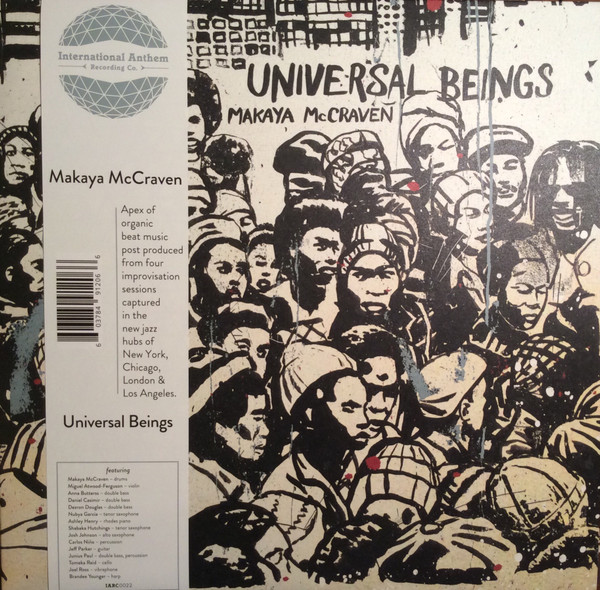 International Anthem
Recording Co.
UNIVERSAL BEINGS
MAKAYA McCRAVEN
Makaya McCraven
Apex of
organic
beat music
post produced
from four
improvisation
sessions
captured
in the
new jazz
hubs of
New York,
Chicago,
London &
Los Angeles.
6 03784 91206 6
Universal Beings
featuring
Makaya McCraven – drums
Miguel Atwood-Ferguson – violin
Anna Butterss – double bass
Daniel Casimir – double bass
Dezron Douglas – double bass
Nubya Garcia – tenor saxophone
Ashley Henry – rhodes piano
Shabaka Hutchings – tenor saxophone
Josh Johnson – alto saxophone
Carlos Niño – percussion
Jeff Parker – guitar
Junius Paul – double bass, percussion
Tomeka Reid – cello
Joel Ross – vibraphone
Brandee Younger – harp
IARC0022